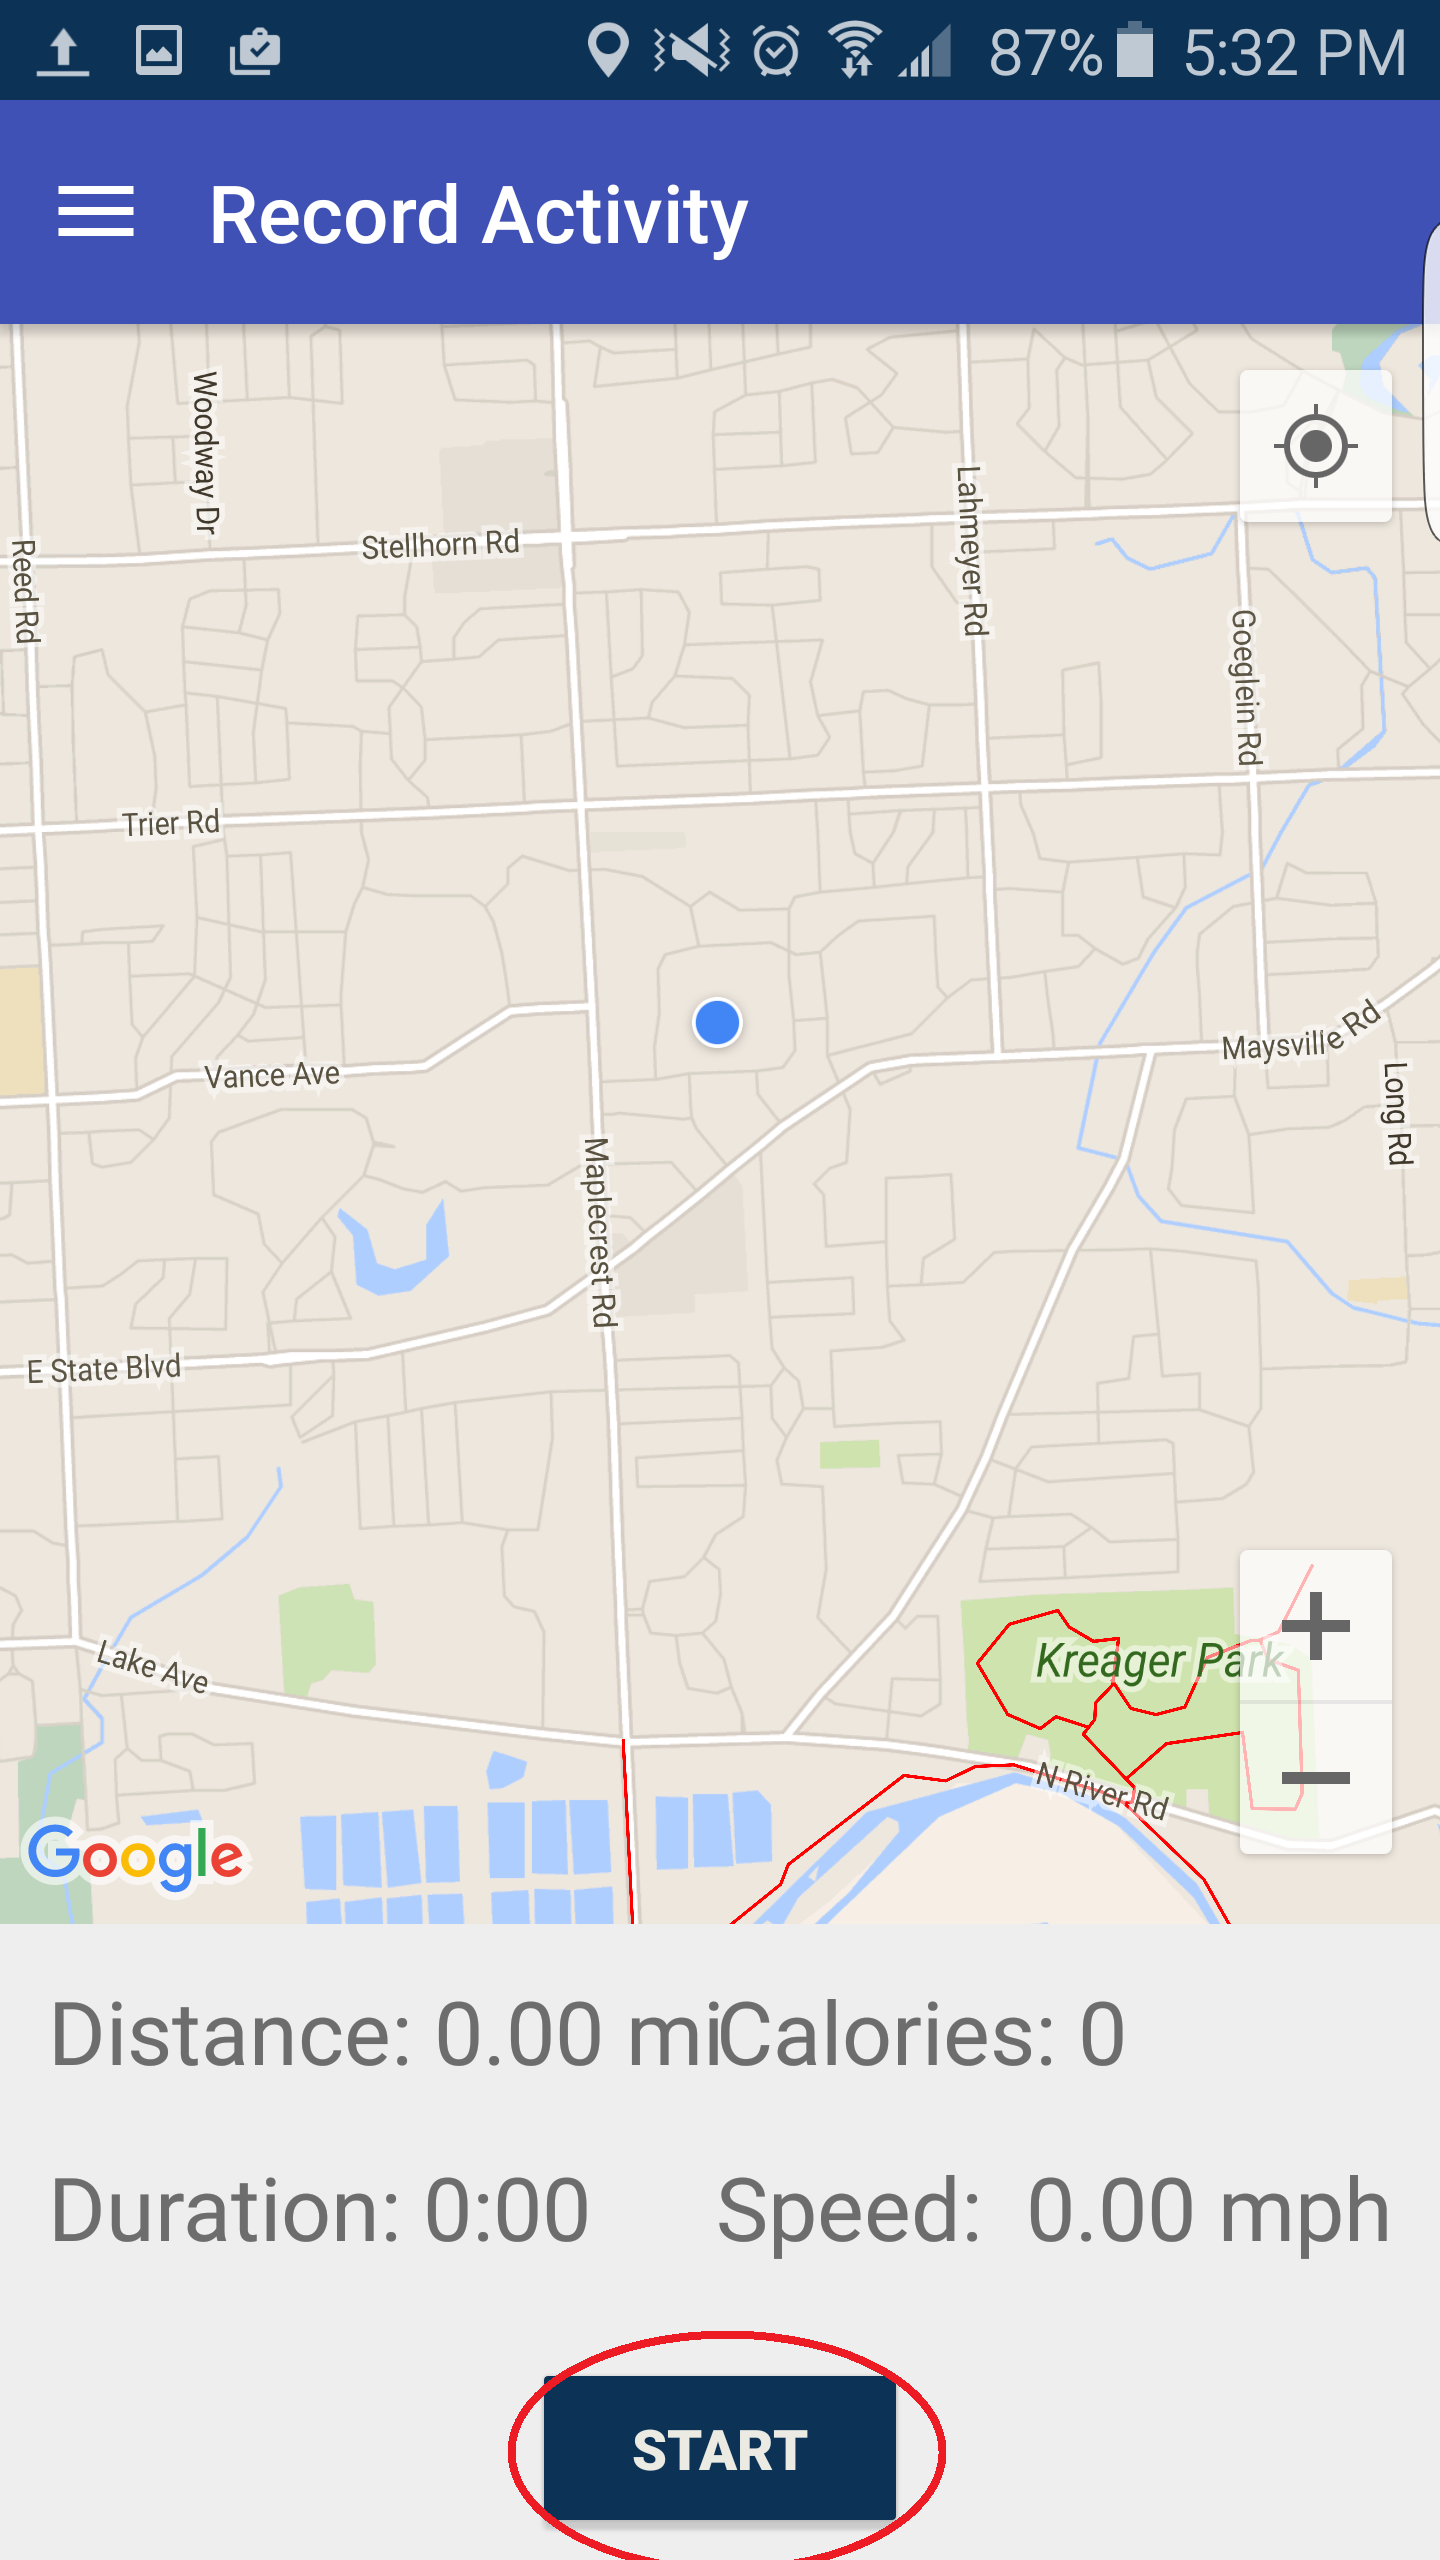 87% 5:32 PM
Record Activity
Woodway Dr
Lahmeyer Rd
Stellhorn Rd
Reed Rd
Goeglein Rd
Trier Rd
Maysville Rd
Vance Ave
Long Rd
Maplecrest Rd
E State Blvd
Kreager Park
Lake Ave
N River Rd
Google
Distance: 0.00 mi Calories: 0
Duration: 0:00 Speed: 0.00 mph
START